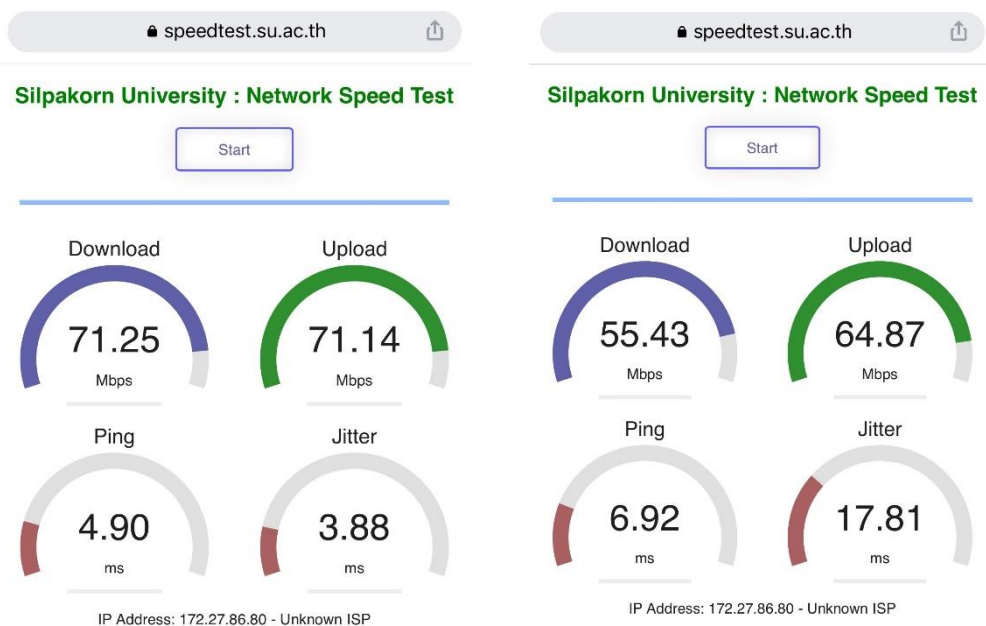 speedtest.su.ac.th
Silpakorn University : Network Speed Test
Start
Download
Upload
71.25
71.14
Mbps
Mbps
Ping
Jitter
4.90
3.88
ms
ms
IP Address: 172.27.86.80 - Unknown ISP
speedtest.su.ac.th
Silpakorn University : Network Speed Test
Start
Download
Upload
55.43
64.87
Mbps
Mbps
Ping
Jitter
6.92
17.81
ms
ms
IP Address: 172.27.86.80 - Unknown ISP